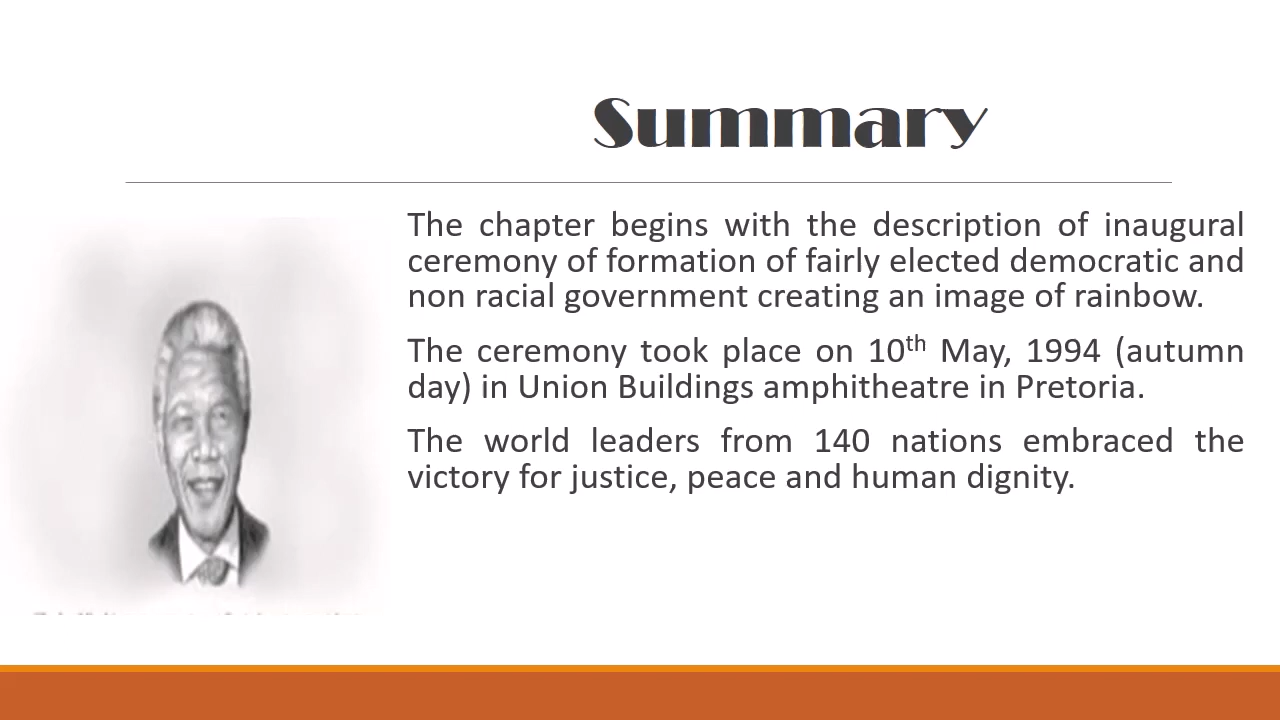 Summary
The chapter begins with the description of inaugural
ceremony of formation of fairly elected democratic and
non racial government creating an image of rainbow.
The ceremony took place on 10th May, 1994 (autumn
day) in Union Buildings amphitheatre in Pretoria.
The world leaders from 140 nations embraced the
victory for justice, peace and human dignity.